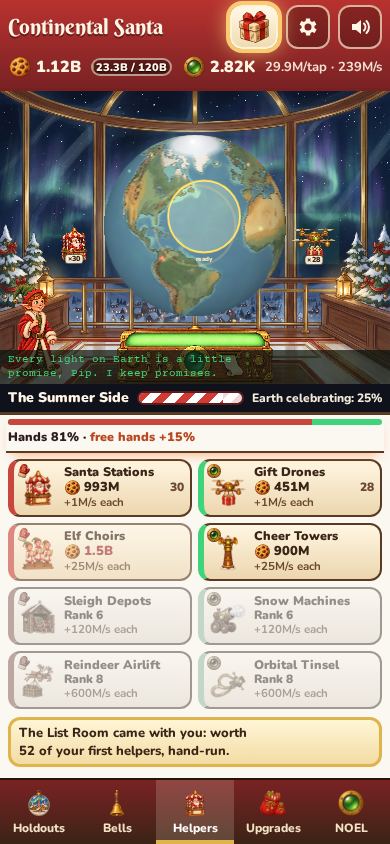 Continental Santa
1.12B 23.3B / 120B 2.82K 29.9M/tap · 239M/s
×30
ready
×28
Every light on Earth is a little
promise, Pip. I keep promises.
The Summer Side Earth celebrating: 25%
Hands 81% · free hands +15%
Santa Stations
993M 30
+1M/s each
Gift Drones
451M 28
+1M/s each
Elf Choirs
1.5B
+25M/s each
Cheer Towers
900M
+25M/s each
Sleigh Depots
Rank 6
+120M/s each
Snow Machines
Rank 6
+120M/s each
Reindeer Airlift
Rank 8
+600M/s each
Orbital Tinsel
Rank 8
+600M/s each
The List Room came with you: worth
52 of your first helpers, hand-run.
Holdouts Bells Helpers Upgrades NOEL